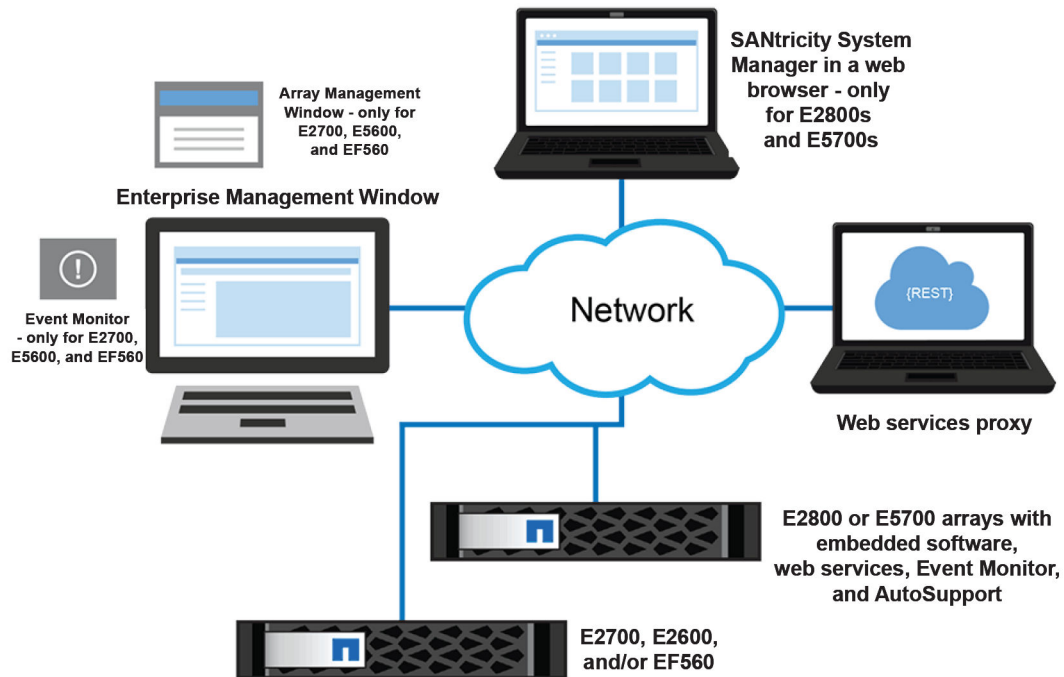 SANtricity System
Manager in a web
browser - only
for E2800s
and E5700s
Array Management
Window - only for
E2700, E5600,
and EF560
Enterprise Management Window
Event Monitor
- only for E2700,
E5600, and EF560
Network
{REST}
Web services proxy
E2800 or E5700 arrays with
embedded software,
web services, Event Monitor,
and AutoSupport
E2700, E2600,
and/or EF560